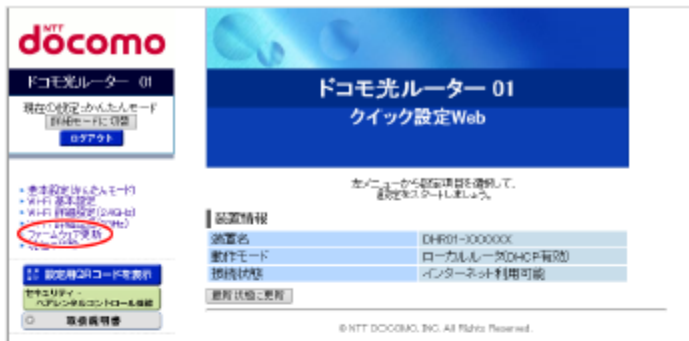 NTT
docomo
ドコモ光ルーター 01
現在の設定:かんたんモード
詳細モードに切替
ログアウト
基本設定(かんたんモード)
Wi-Fi 基本設定
Wi-Fi 詳細設定(2.4GHz)
Wi-Fi 詳細設定(5GHz)
ファームウェア更新
設定用QRコードを表示
セキュリティ・
ペアレンタルコントロール機能
取扱説明書
ドコモ光ルーター 01
クイック設定Web
左メニューから設定項目を選択して、
設定をスタートしましょう。
装置情報
装置名 DHR01-XXXXXX
動作モード ローカルルータ(DHCP有効)
接続状態 インターネット利用可能
最新状態に更新
© NTT DOCOMO, INC. All Rights Reserved.